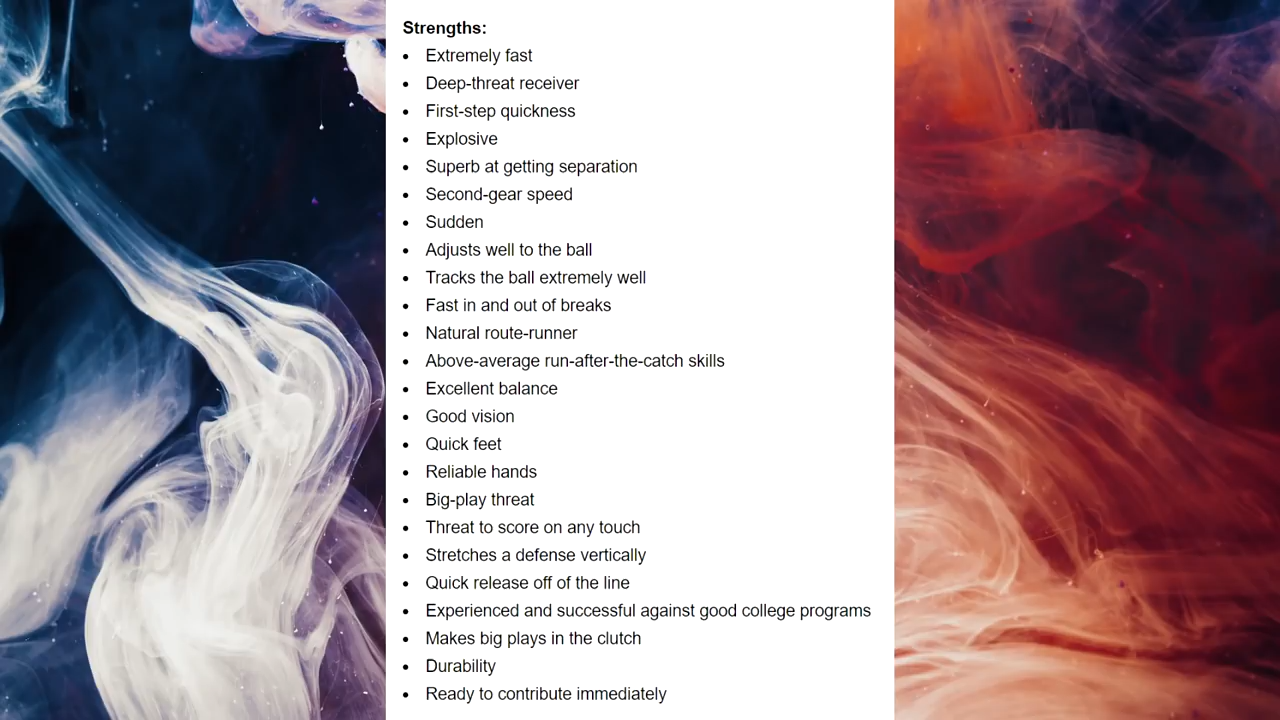 Strengths:
• Extremely fast
• Deep-threat receiver
• First-step quickness
• Explosive
• Superb at getting separation
• Second-gear speed
• Sudden
• Adjusts well to the ball
• Tracks the ball extremely well
• Fast in and out of breaks
• Natural route-runner
• Above-average run-after-the-catch skills
• Excellent balance
• Good vision
• Quick feet
• Reliable hands
• Big-play threat
• Threat to score on any touch
• Stretches a defense vertically
• Quick release off of the line
• Experienced and successful against good college programs
• Makes big plays in the clutch
• Durability
• Ready to contribute immediately